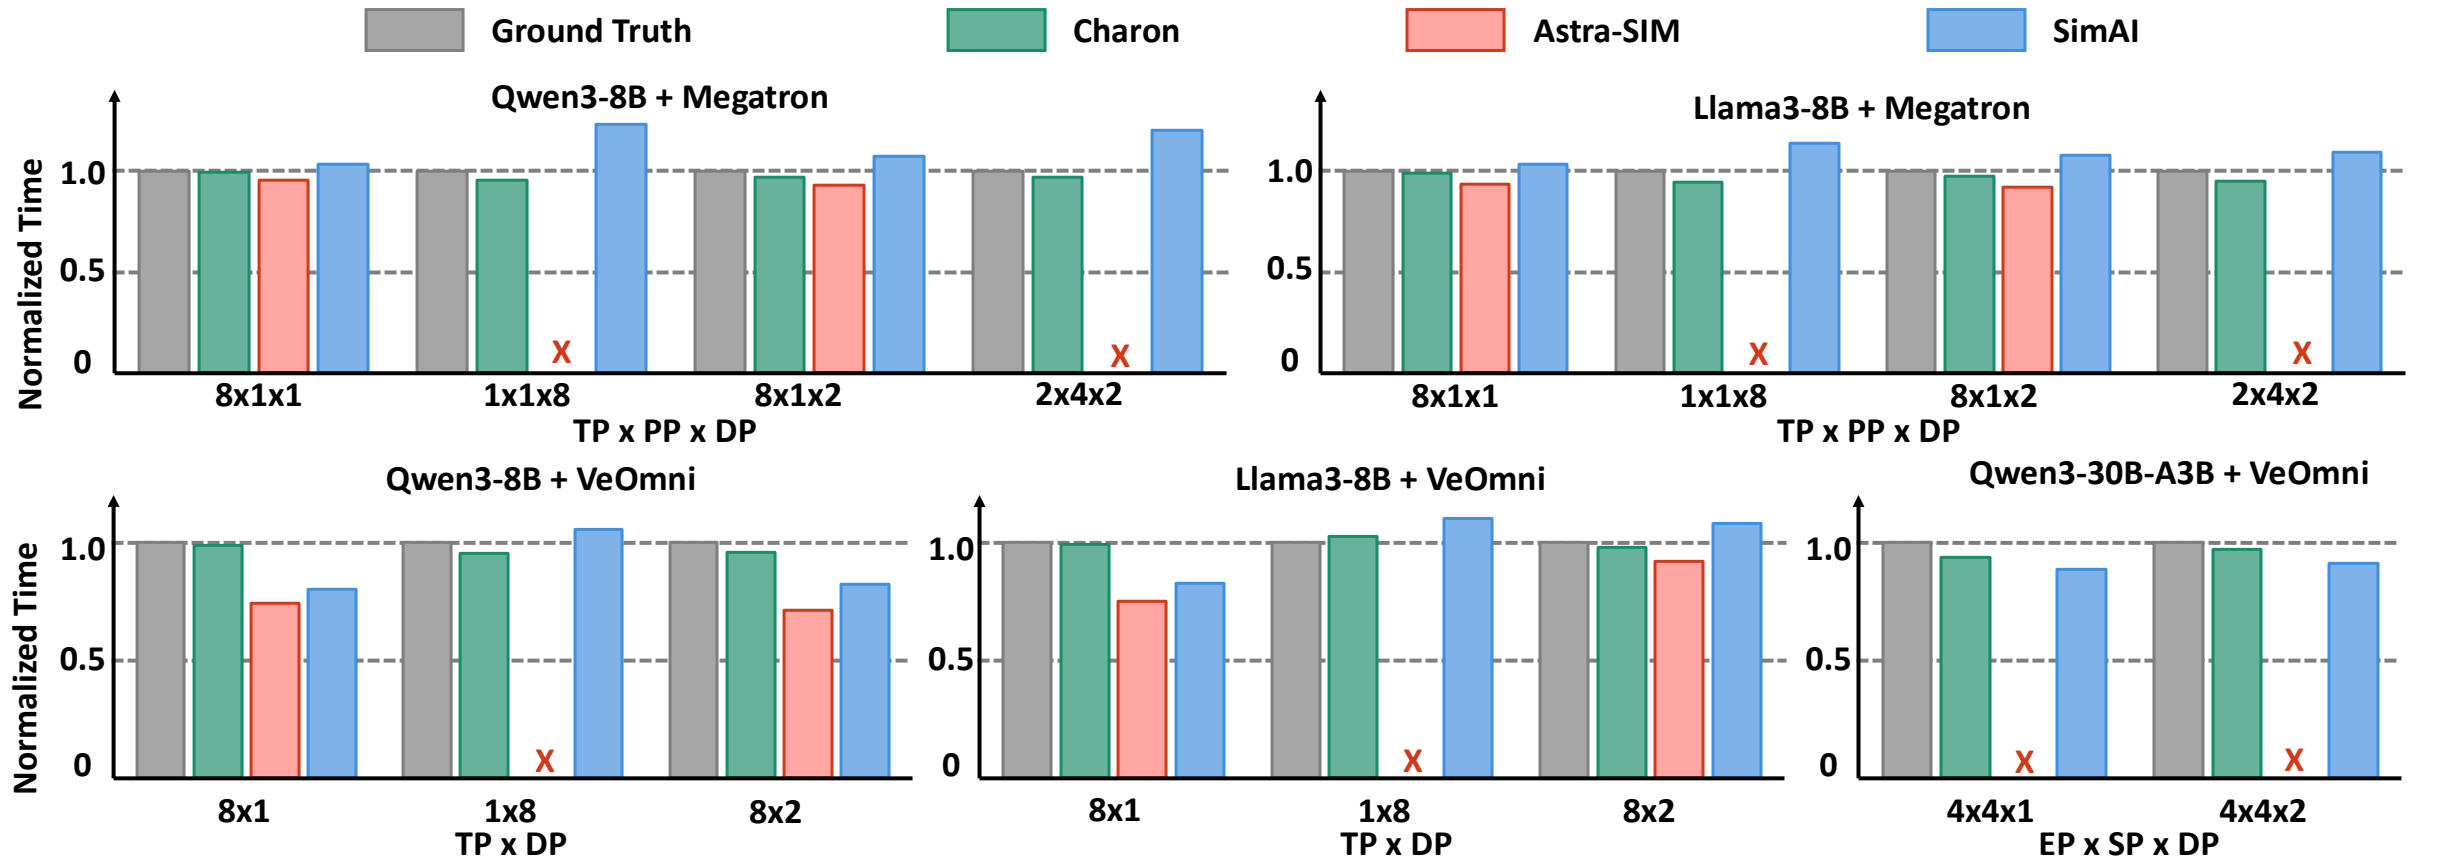 Ground Truth
Charon
Astra-SIM
SimAI
Qwen3-8B + Megatron
Normalized Time
1.0
0.5
0
X
X
8x1x1
1x1x8
8x1x2
2x4x2
TP x PP x DP
Llama3-8B + Megatron
1.0
0.5
0
X
X
8x1x1
1x1x8
8x1x2
2x4x2
TP x PP x DP
Qwen3-8B + VeOmni
Normalized Time
1.0
0.5
0
X
8x1
1x8
8x2
TP x DP
Llama3-8B + VeOmni
1.0
0.5
0
X
8x1
1x8
8x2
TP x DP
Qwen3-30B-A3B + VeOmni
1.0
0.5
0
X
X
4x4x1
4x4x2
EP x SP x DP